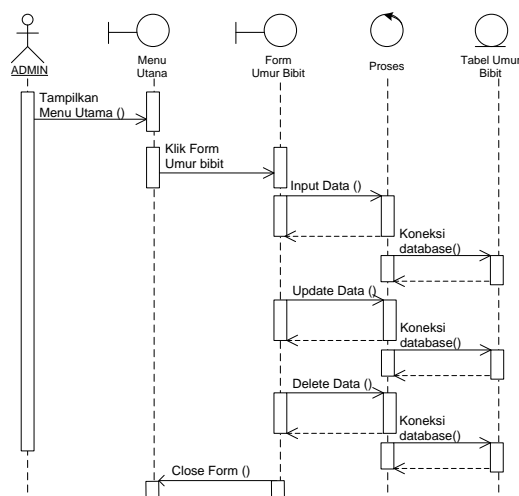 ADMIN
Menu
Utana
Form
Umur Bibit
Proses
Tabel Umur
Bibit
Tampilkan
Menu Utama ()
Klik Form
Umur bibit
Input Data ()
Koneksi
database()
Update Data ()
Koneksi
database()
Delete Data ()
Koneksi
database()
Close Form ()